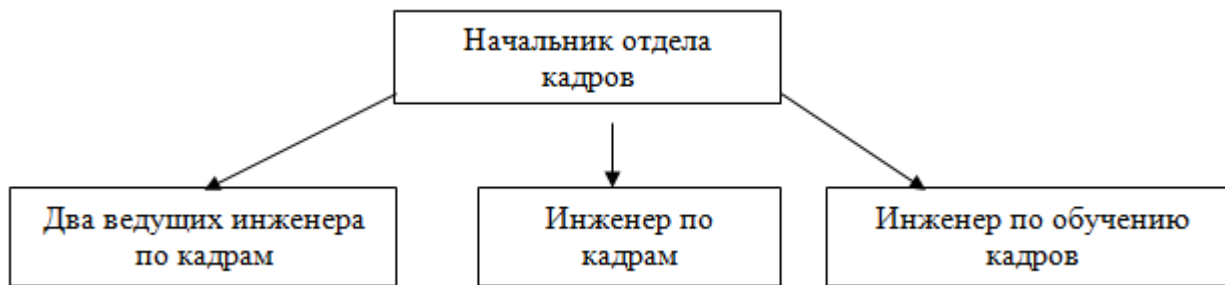 Начальник отдела
кадров
Два ведущих инженера
по кадрам
Инженер по
кадрам
Инженер по обучению
кадров